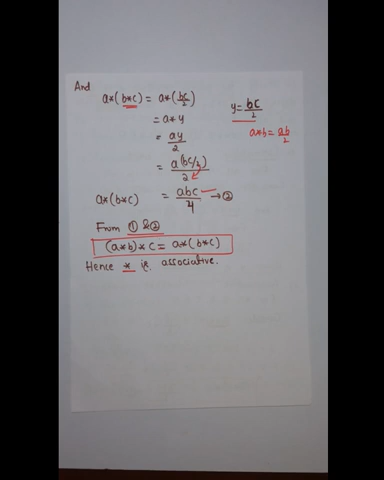 And
a*(b*c) = a*(bc/2)
y = bc/2
= a*y
a*b = ab/2
= ay/2
= a(bc/2)/2
a*(b*c) = abc/4 → ②
From ① & ②
(a*b)*c = a*(b*c)
Hence * is associative.